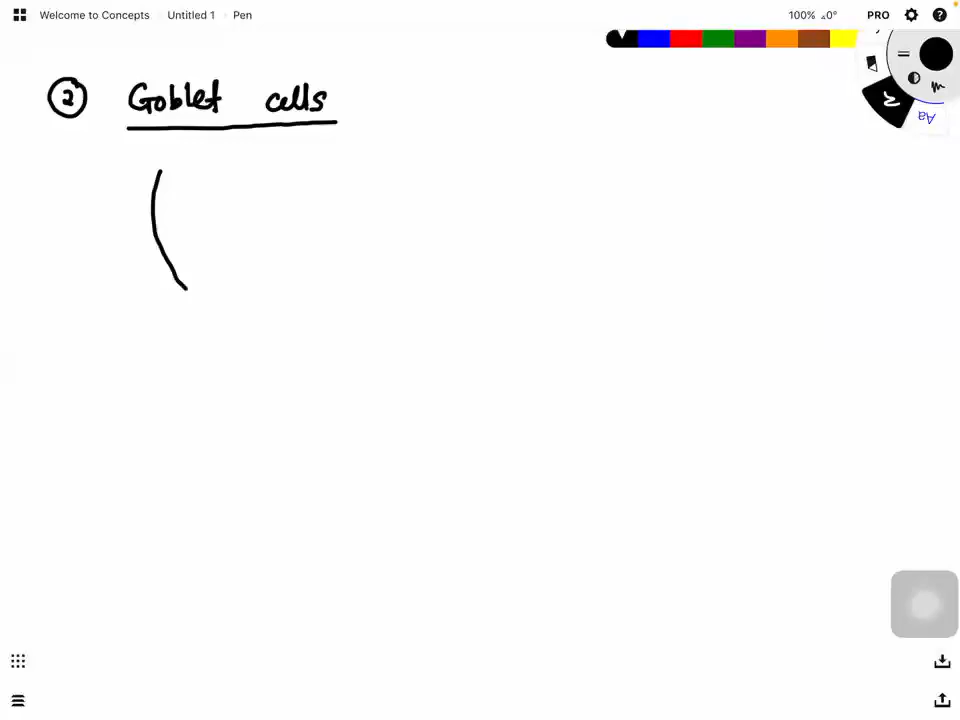 Welcome to Concepts Untitled 1 Pen 100% 0° PRO ?
② Goblet cells
Aa